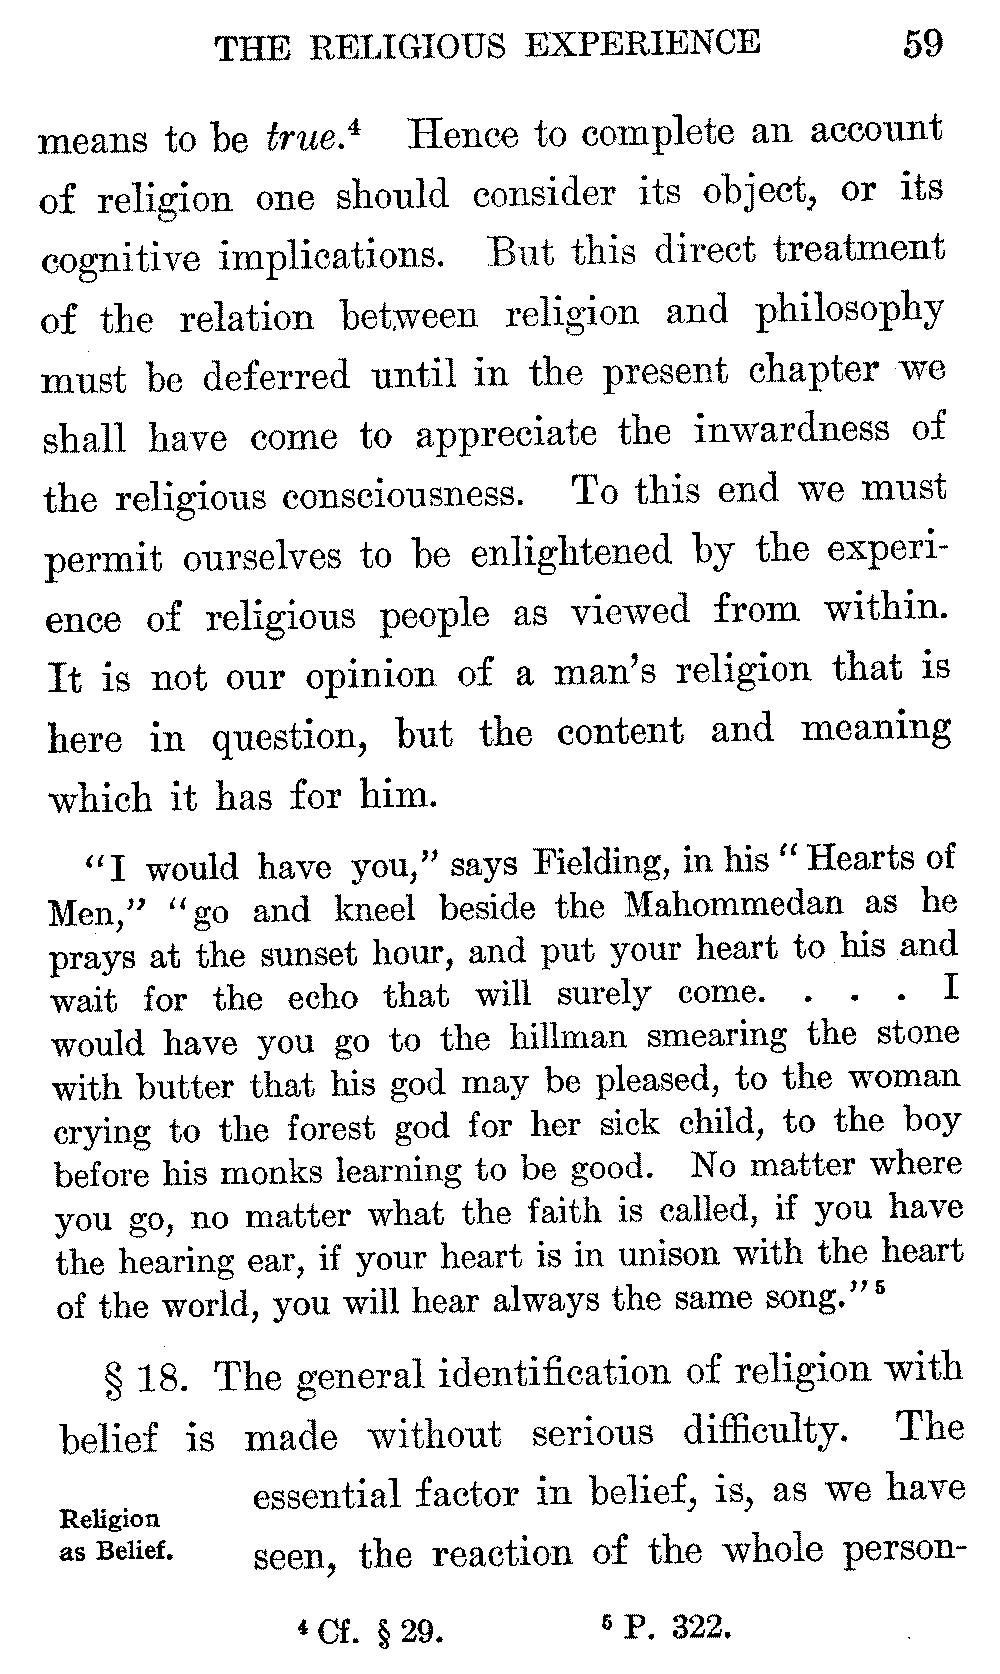 THE RELIGIOUS EXPERIENCE 59
means to be true.⁴ Hence to complete an account
of religion one should consider its object, or its
cognitive implications. But this direct treatment
of the relation between religion and philosophy
must be deferred until in the present chapter we
shall have come to appreciate the inwardness of
the religious consciousness. To this end we must
permit ourselves to be enlightened by the experi-
ence of religious people as viewed from within.
It is not our opinion of a man's religion that is
here in question, but the content and meaning
which it has for him.
"I would have you," says Fielding, in his "Hearts of
Men," "go and kneel beside the Mahommedan as he
prays at the sunset hour, and put your heart to his and
wait for the echo that will surely come. . . . I
would have you go to the hillman smearing the stone
with butter that his god may be pleased, to the woman
crying to the forest god for her sick child, to the boy
before his monks learning to be good. No matter where
you go, no matter what the faith is called, if you have
the hearing ear, if your heart is in unison with the heart
of the world, you will hear always the same song."⁵
§ 18. The general identification of religion with
belief is made without serious difficulty. The
essential factor in belief, is, as we have
Religion
as Belief.
seen, the reaction of the whole person-
⁴ Cf. § 29. ⁵ P. 322.